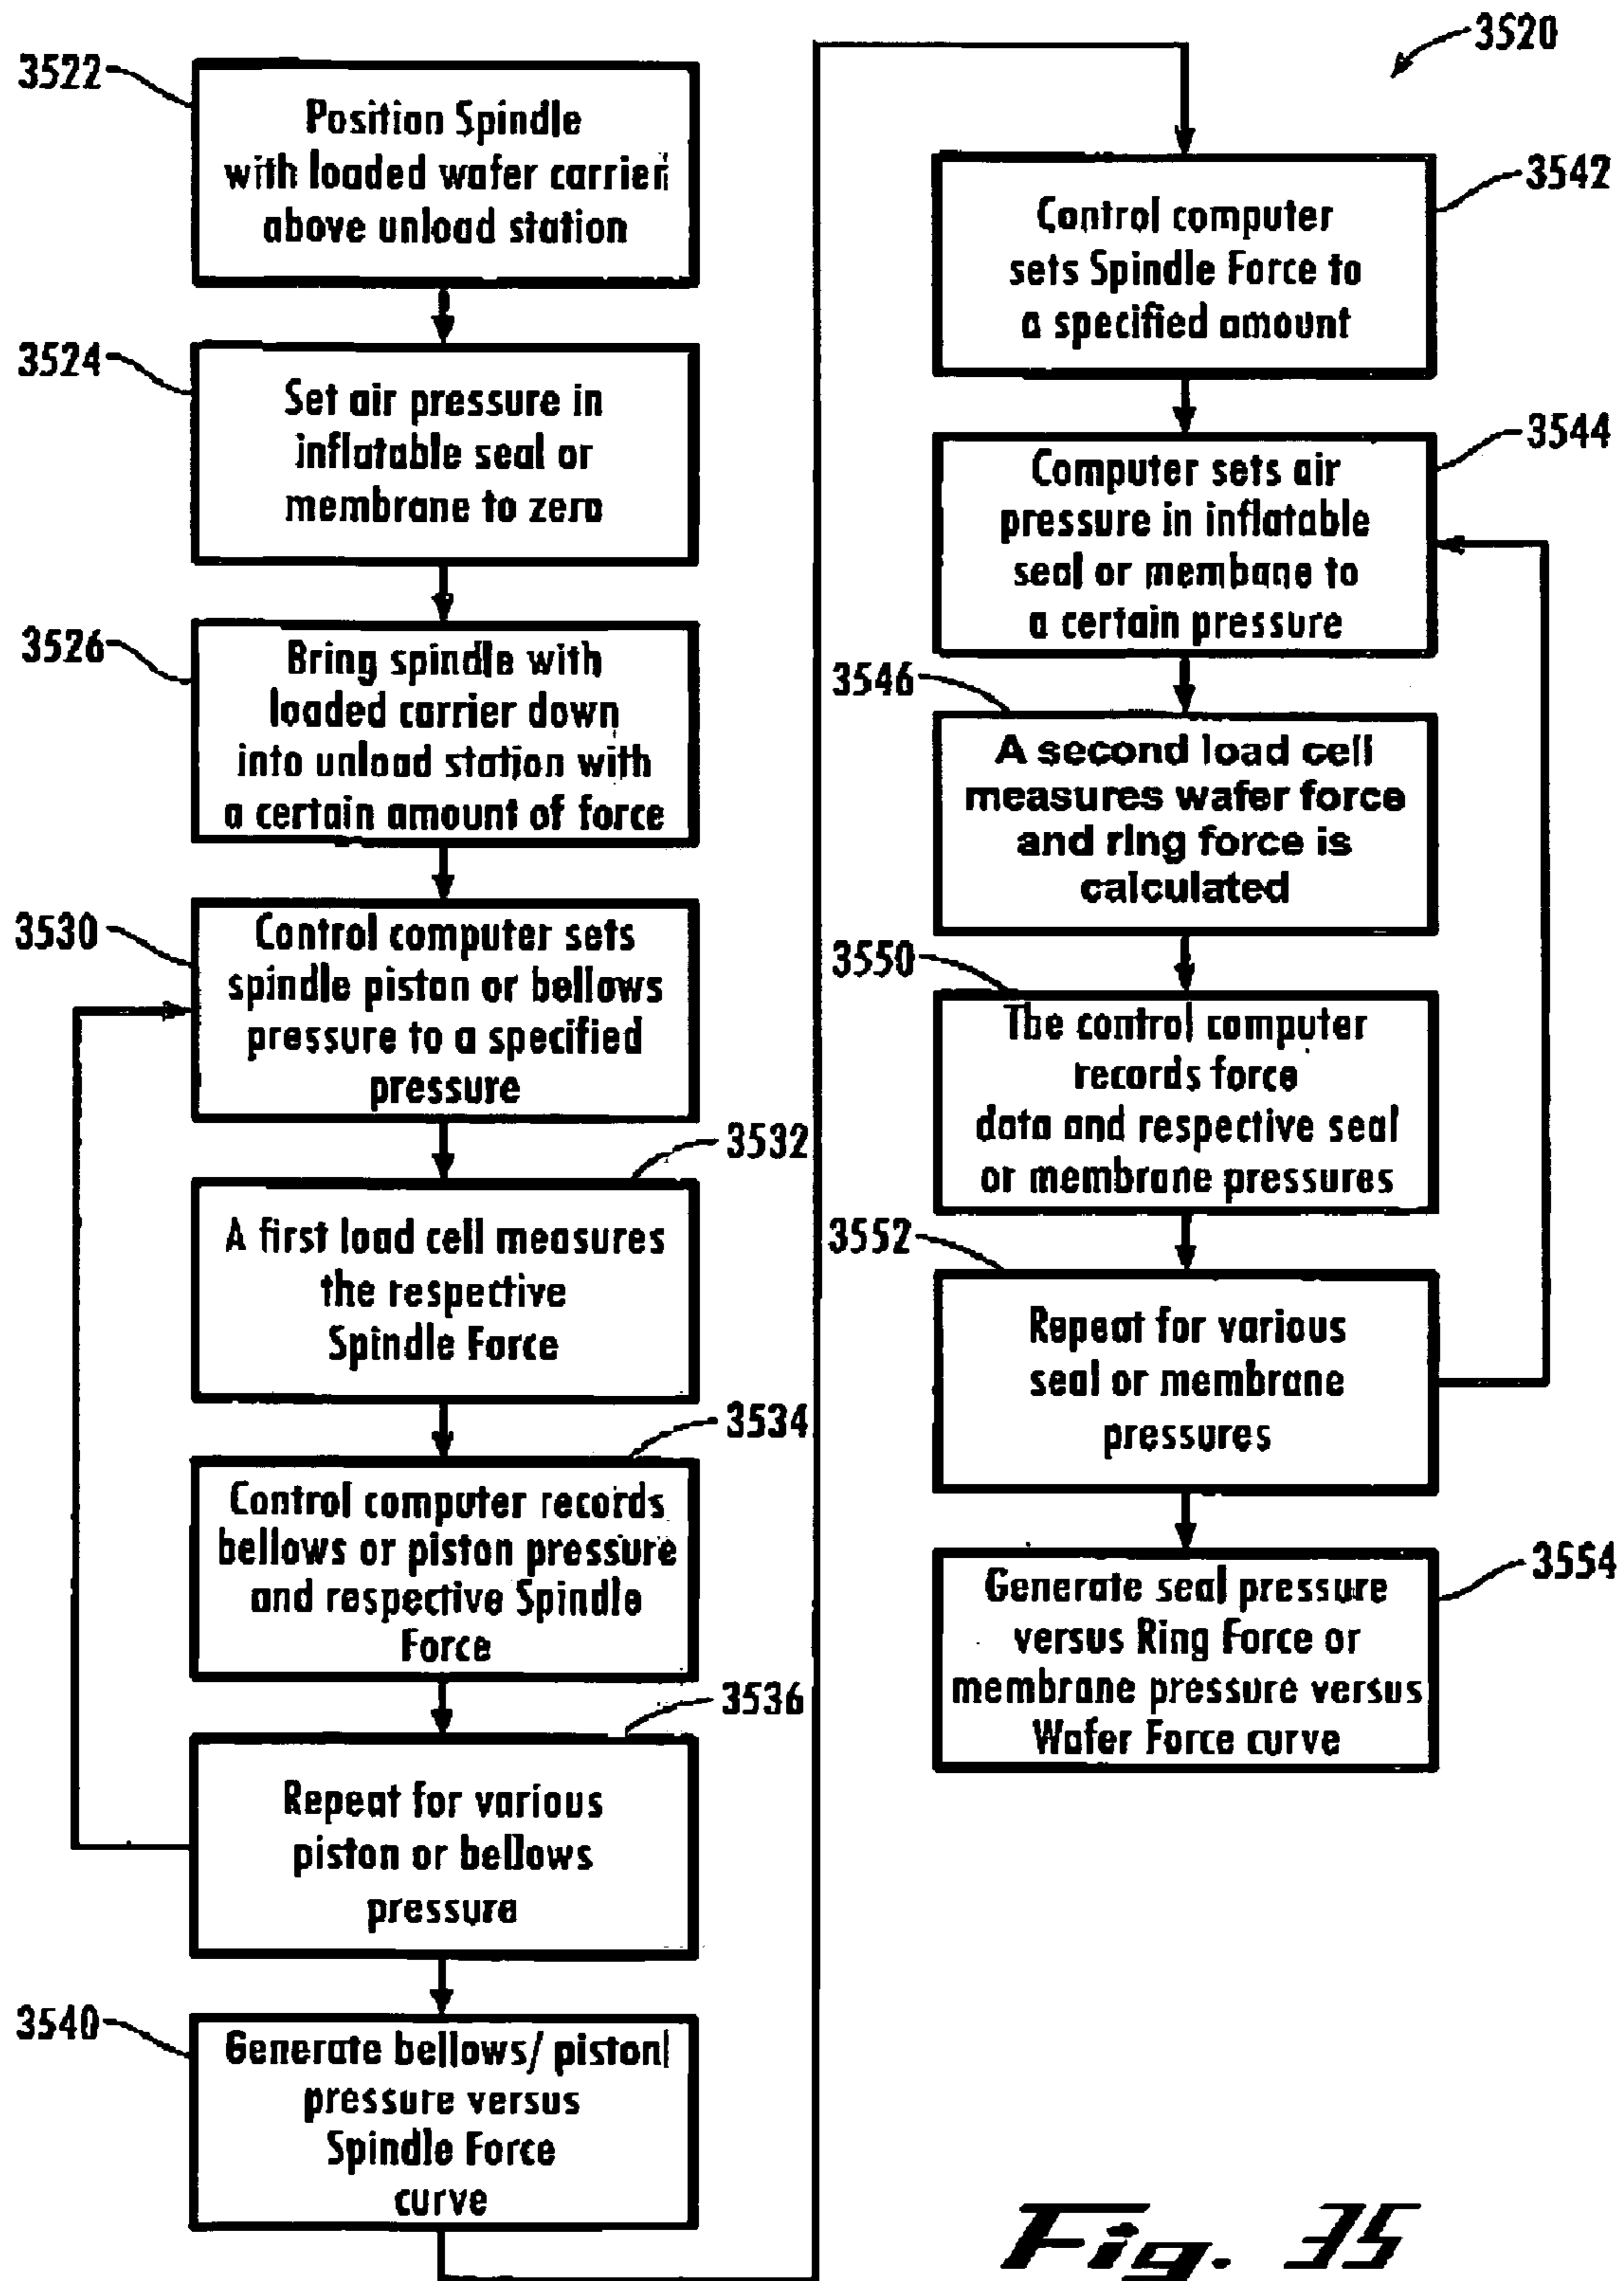 3520
3522
Position Spindle
with loaded wafer carrier
above unload station
3524
Set air pressure in
inflatable seal or
membrane to zero
3526
Bring spindle with
loaded carrier down
into unload station with
a certain amount of force
3530
Control computer sets
spindle piston or bellows
pressure to a specified
pressure
3532
A first load cell measures
the respective
Spindle Force
3534
Control computer records
bellows or piston pressure
and respective Spindle
Force
3536
Repeat for various
piston or bellows
pressure
3540
Generate bellows/ piston
pressure versus
Spindle Force
curve
3542
Control computer
sets Spindle Force to
a specified amount
3544
Computer sets air
pressure in inflatable
seal or membane to
a certain pressure
3546
A second load cell
measures wafer force
and ring force is
calculated
3550
The control computer
records force
data and respective seal
or membrane pressures
3552
Repeat for various
seal or membrane
pressures
3554
Generate seal pressure
versus Ring Force or
membrane pressure versus
Wafer Force curve
Fig. 35